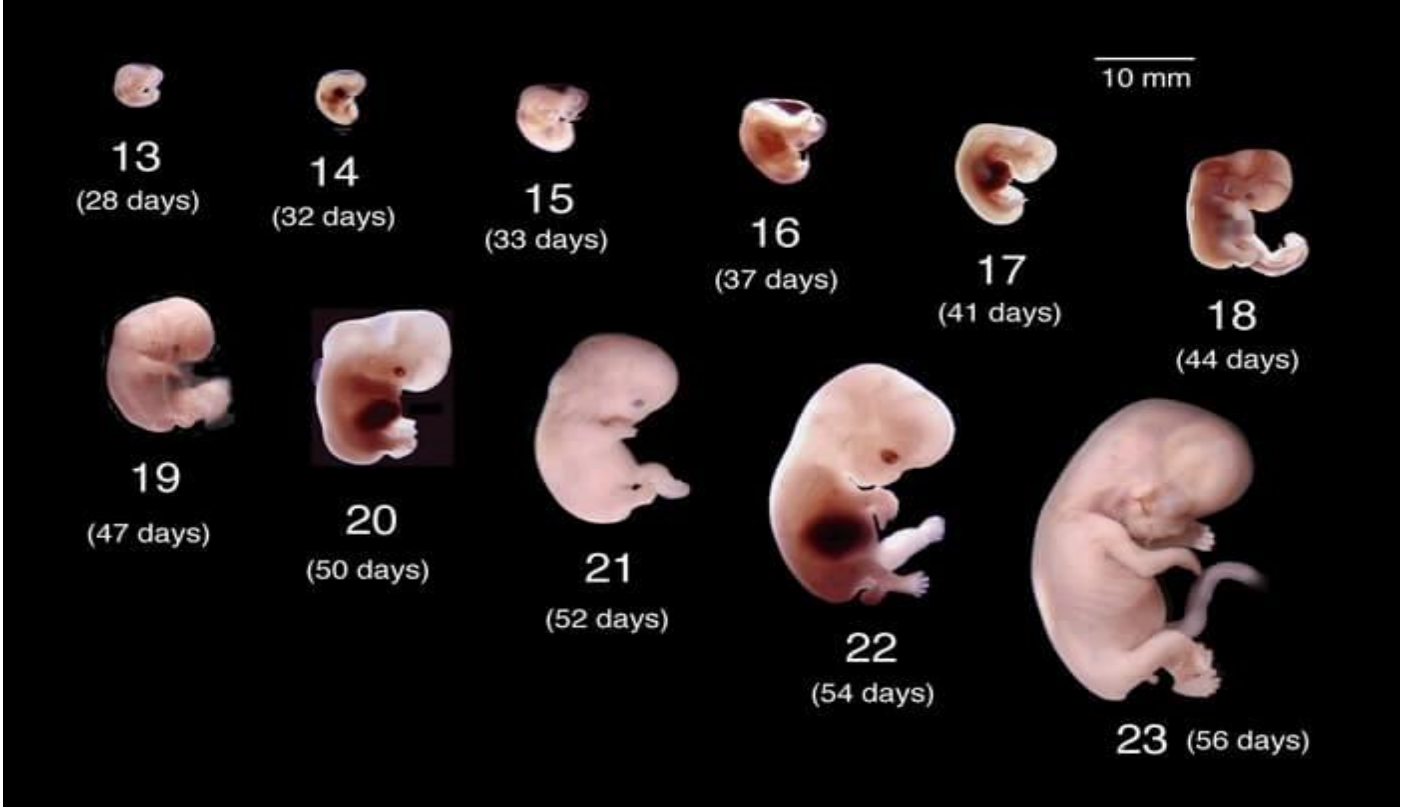 10 mm
13
(28 days)
14
(32 days)
15
(33 days)
16
(37 days)
17
(41 days)
18
(44 days)
19
(47 days)
20
(50 days)
21
(52 days)
22
(54 days)
23 (56 days)